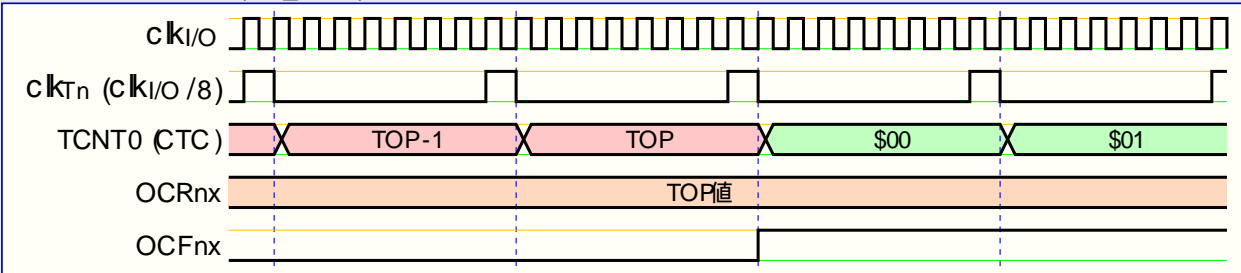 clkI/O
clkTn (clkI/O /8)
TCNT0 (CTC) TOP-1 TOP $00 $01
OCRnx TOP値
OCFnx